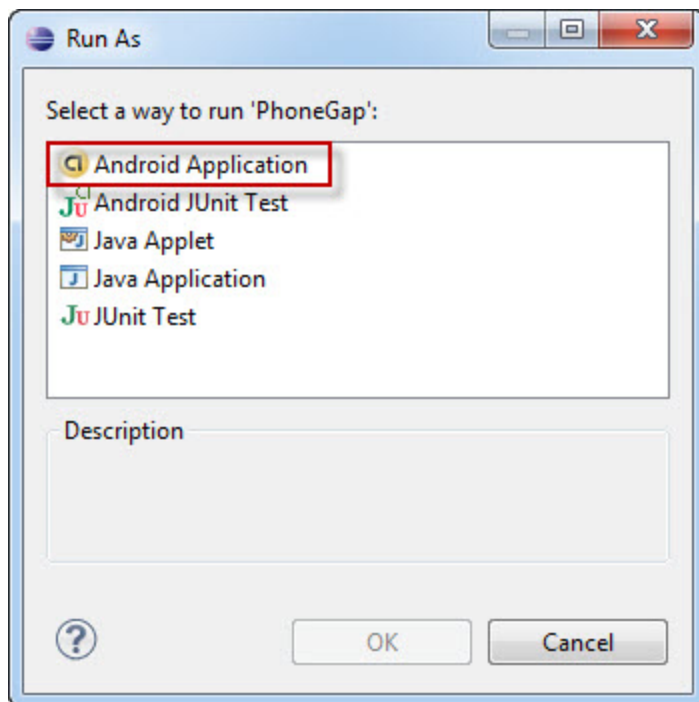 Run As
Select a way to run 'PhoneGap':
Android Application
Android JUnit Test
Java Applet
Java Application
JUnit Test
Description
OK
Cancel